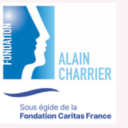 FONDATION
ALAIN
CHARRIER
Sous égide de la
Fondation Caritas France